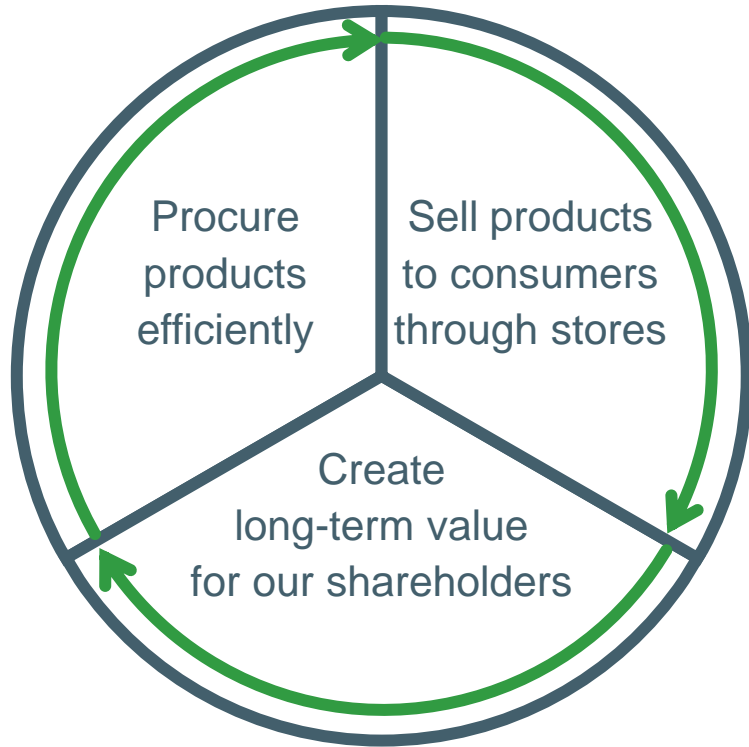 Procure
products
efficiently
Sell products
to consumers
through stores
Create
long-term value
for our shareholders